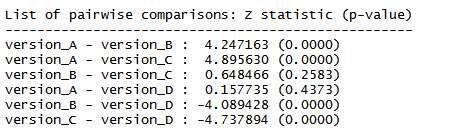 List of pairwise comparisons: Z statistic (p-value)
---------------------------------------------------
version_A - version_B :  4.247163 (0.0000)
version_A - version_C :  4.895630 (0.0000)
version_B - version_C :  0.648466 (0.2583)
version_A - version_D :  0.157735 (0.4373)
version_B - version_D : -4.089428 (0.0000)
version_C - version_D : -4.737894 (0.0000)